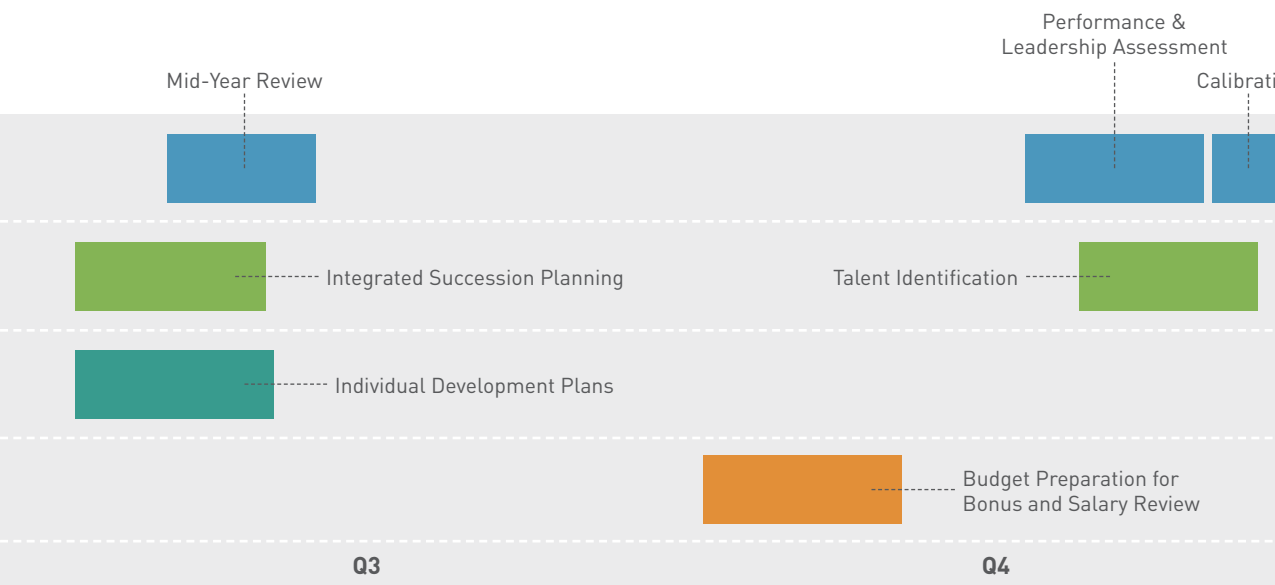 Performance &
Leadership Assessment
Mid-Year Review
Calibrati
Integrated Succession Planning
Talent Identification
Individual Development Plans
Budget Preparation for
Bonus and Salary Review
Q3
Q4